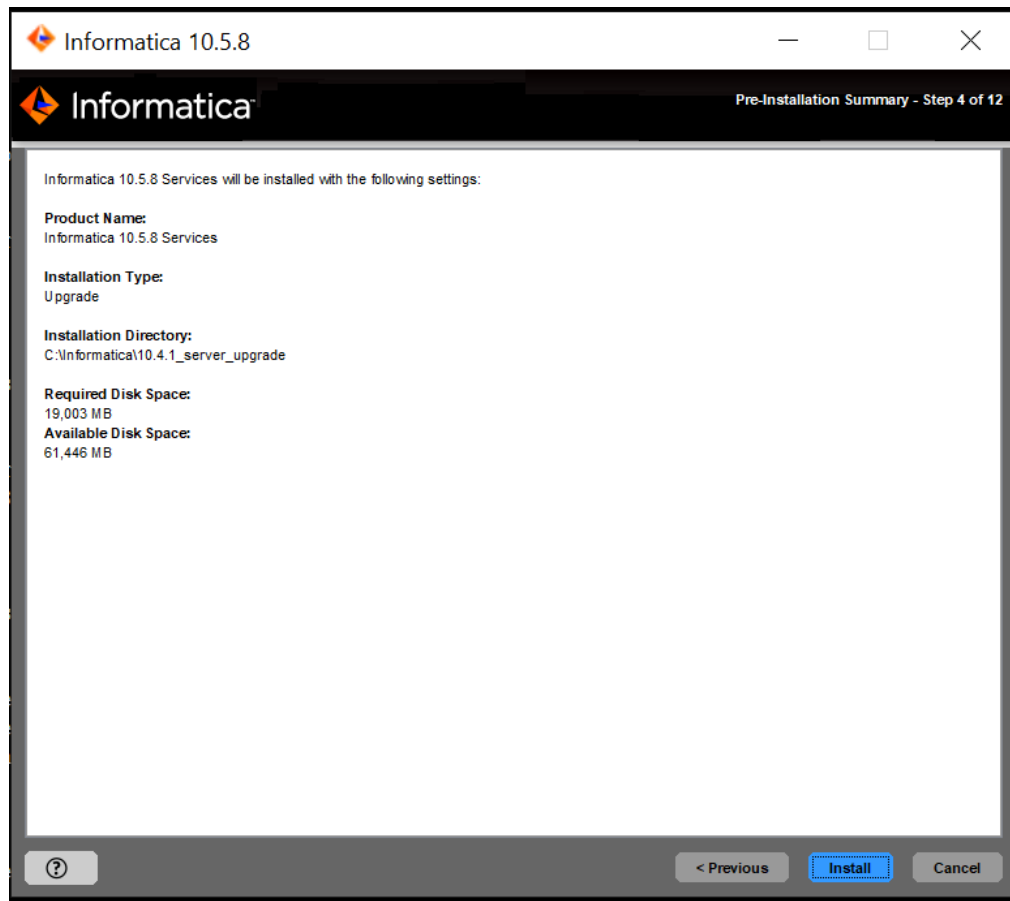 Informatica 10.5.8
Informatica™
Pre-Installation Summary - Step 4 of 12
Informatica 10.5.8 Services will be installed with the following settings:
Product Name:
Informatica 10.5.8 Services
Installation Type:
Upgrade
Installation Directory:
C:\Informatica\10.4.1_server_upgrade
Required Disk Space:
19,003 MB
Available Disk Space:
61,446 MB
?
< Previous
Install
Cancel